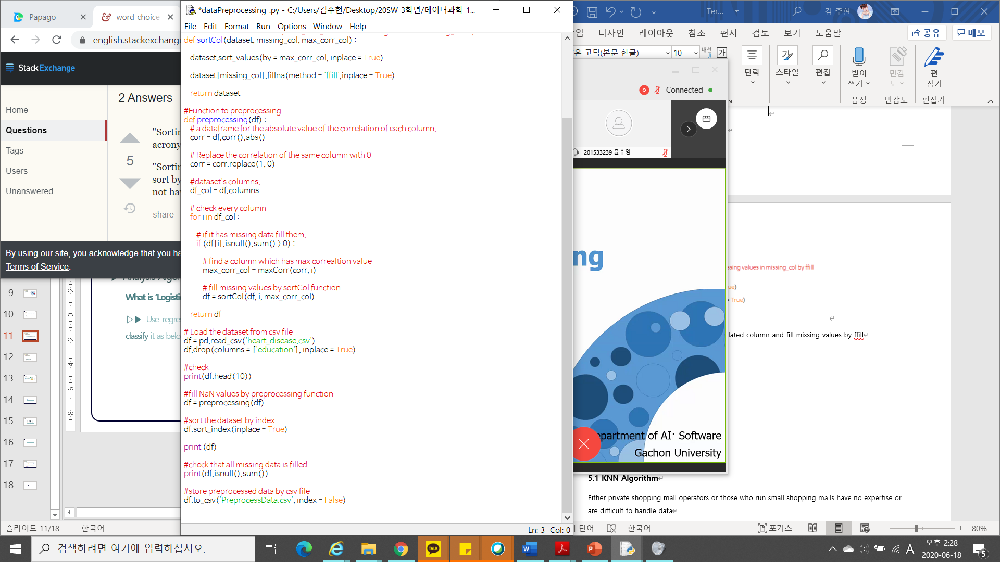 Papago
word choice
english.stackexchange
StackExchange
Home
Questions
Tags
Users
Unanswered
2 Answers
5
"Sortin
acrony
"Sortin
sort by
not ha
share
By using our site, you acknowledge that you ha
Terms of Service.
9
10
11
12
13
14
15
16
17
18
What is 'Logisti
Use regre
classify it as belo
슬라이드 11/18 한국어
*dataPreprocessing_.py - C:/Users/김주현/Desktop/20SW_3학년/데이터과학_1...
File Edit Format Run Options Window Help
def sortCol(dataset, missing_col, max_corr_col) :
dataset.sort_values(by = max_corr_col, inplace = True)
dataset[missing_col].fillna(method = 'ffill',inplace = True)
return dataset
#Function to preprocessing
def preprocessing(df) :
# a dataframe for the absolute value of the correlation of each column.
corr = df.corr().abs()
# Replace the correlation of the same column with 0
corr = corr.replace(1, 0)
#dataset's columns.
df_col = df.columns
# check every column
for i in df_col :
# if it has missing data fill them.
if (df[i].isnull().sum() > 0) :
# find a column which has max correaltion value
max_corr_col = maxCorr(corr, i)
# fill missing values by sortCol function
df = sortCol(df, i, max_corr_col)
return df
# Load the dataset from csv file
df = pd.read_csv('heart_disease.csv')
df.drop(columns = ['education'], inplace = True)
#check
print(df.head(10))
#fill NaN values by preprocessing function
df = preprocessing(df)
#sort the dataset by index
df.sort_index(inplace = True)
print (df)
#check that all missing data is filled
print(df.isnull().sum())
#store preprocessed data by csv file
df.to_csv('PreprocessData.csv', index = False)
Ln: 3 Col: 0
Ter...
김 주현
입 디자인 레이아웃 참조 편지 검토 보기 도움말
공유
메모
은 고딕(본문 한글)
10
내천
가
단락
스타일
편집
받아
쓰기
민감
도
편
집기
음성
민감도
편집기
Connected
201533239 윤수영
ng
epartment of AI· Software
Gachon University
ssing values in missing_col by ffill
ue)
= True)
lated column and fill missing values by ffill
5.1 KNN Algorithm
Either private shopping mall operators or those who run small shopping malls have no expertise or
are difficult to handle data
단어 한국어
포커스
80%
검색하려면 여기에 입력하십시오.
TALK
A
오후 2:28
2020-06-18
5